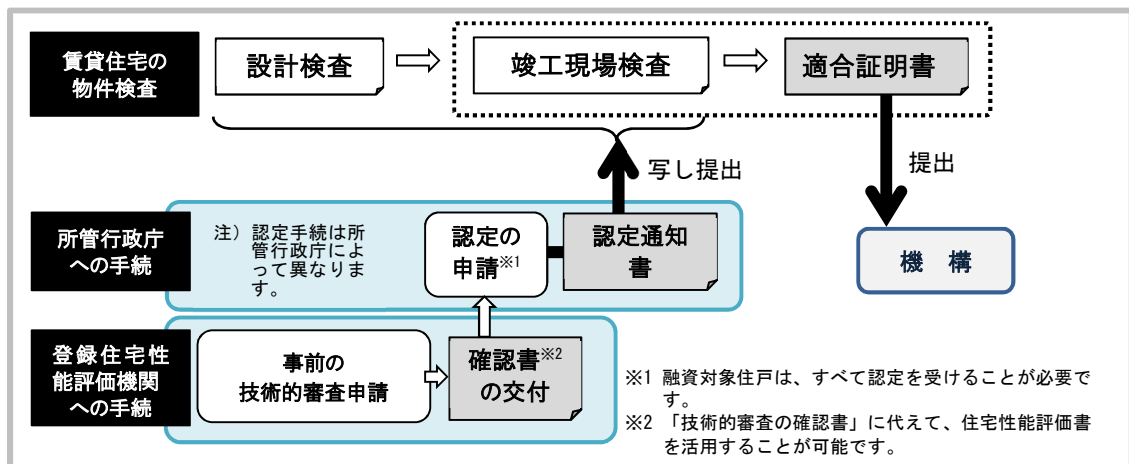 賃貸住宅の
物件検査
設計検査
竣工現場検査
適合証明書
写し提出
提出
所管行政庁
への手続
注）認定手続は所
管行政庁によ
って異なりま
す。
認定の
申請※1
認定通知
書
機　構
登録住宅性
能評価機関
への手続
事前の
技術的審査申請
確認書※2
の交付
※1 融資対象住戸は、すべて認定を受けることが必要で
す。
※2 「技術的審査の確認書」に代えて、住宅性能評価書
を活用することが可能です。